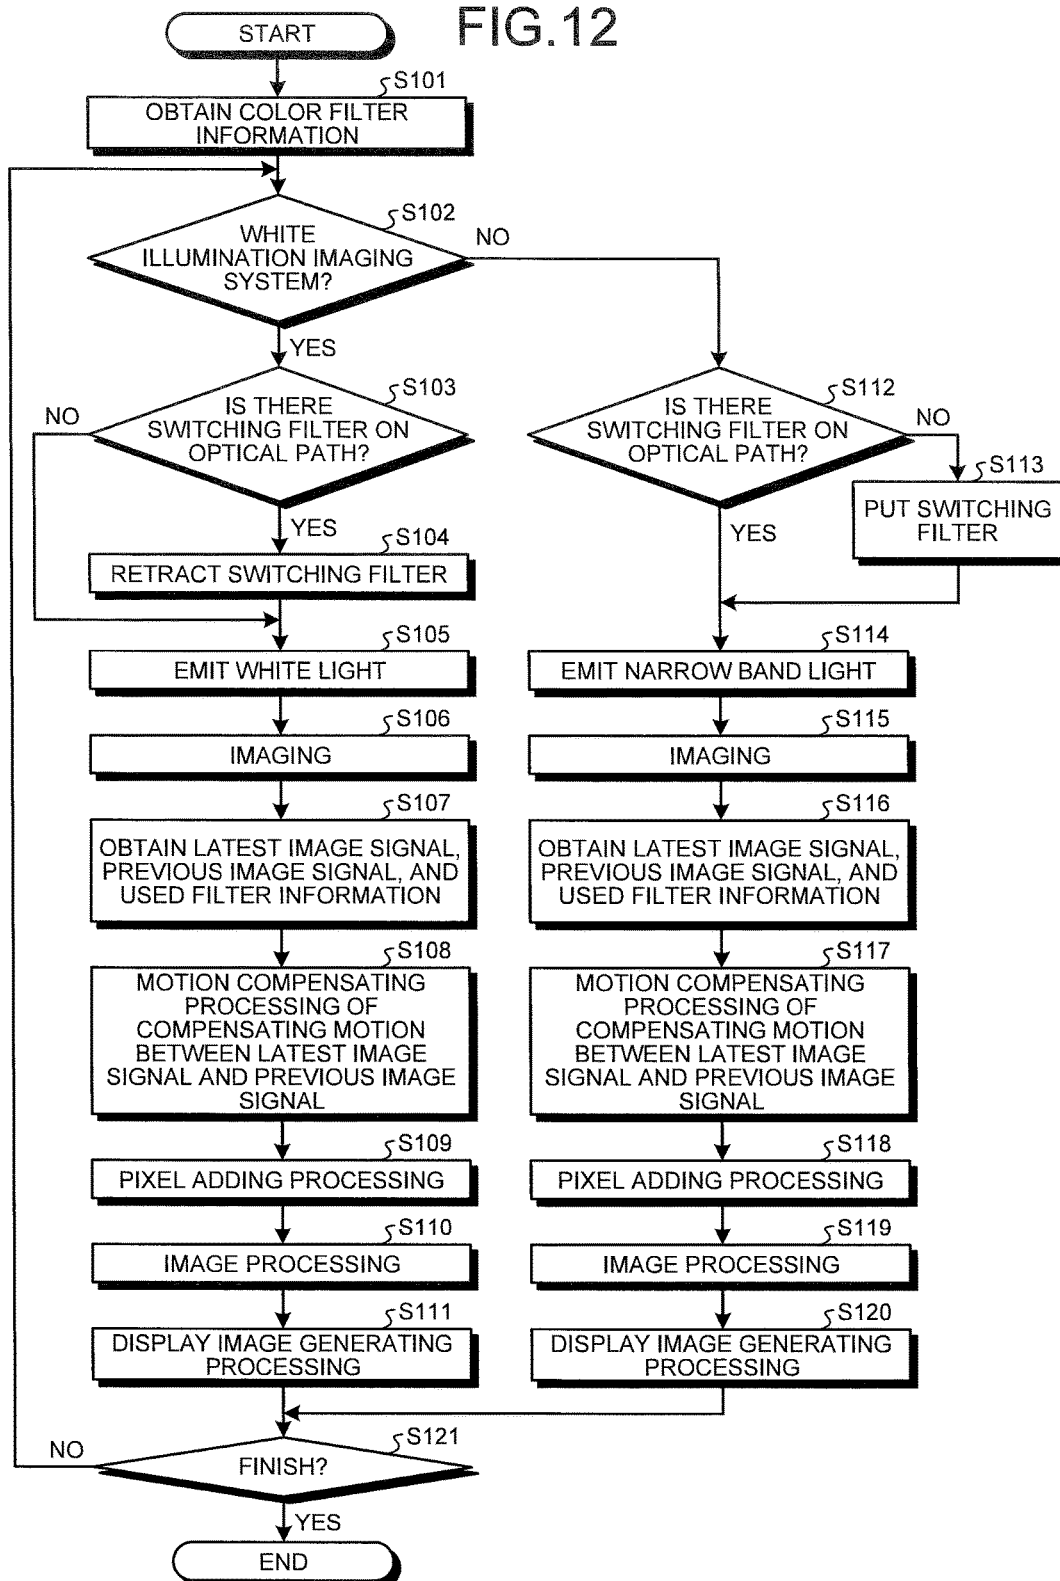 FIG.12
START
S101
OBTAIN COLOR FILTER
INFORMATION
S102
WHITE
ILLUMINATION IMAGING
SYSTEM?
NO
YES
S103
IS THERE
SWITCHING FILTER ON
OPTICAL PATH?
NO
YES
S104
RETRACT SWITCHING FILTER
S105
EMIT WHITE LIGHT
S106
IMAGING
S107
OBTAIN LATEST IMAGE SIGNAL,
PREVIOUS IMAGE SIGNAL, AND
USED FILTER INFORMATION
S108
MOTION COMPENSATING
PROCESSING OF
COMPENSATING MOTION
BETWEEN LATEST IMAGE
SIGNAL AND PREVIOUS IMAGE
SIGNAL
S109
PIXEL ADDING PROCESSING
S110
IMAGE PROCESSING
S111
DISPLAY IMAGE GENERATING
PROCESSING
S112
IS THERE
SWITCHING FILTER ON
OPTICAL PATH?
NO
YES
S113
PUT SWITCHING
FILTER
S114
EMIT NARROW BAND LIGHT
S115
IMAGING
S116
OBTAIN LATEST IMAGE SIGNAL,
PREVIOUS IMAGE SIGNAL, AND
USED FILTER INFORMATION
S117
MOTION COMPENSATING
PROCESSING OF
COMPENSATING MOTION
BETWEEN LATEST IMAGE
SIGNAL AND PREVIOUS IMAGE
SIGNAL
S118
PIXEL ADDING PROCESSING
S119
IMAGE PROCESSING
S120
DISPLAY IMAGE GENERATING
PROCESSING
S121
FINISH?
NO
YES
END